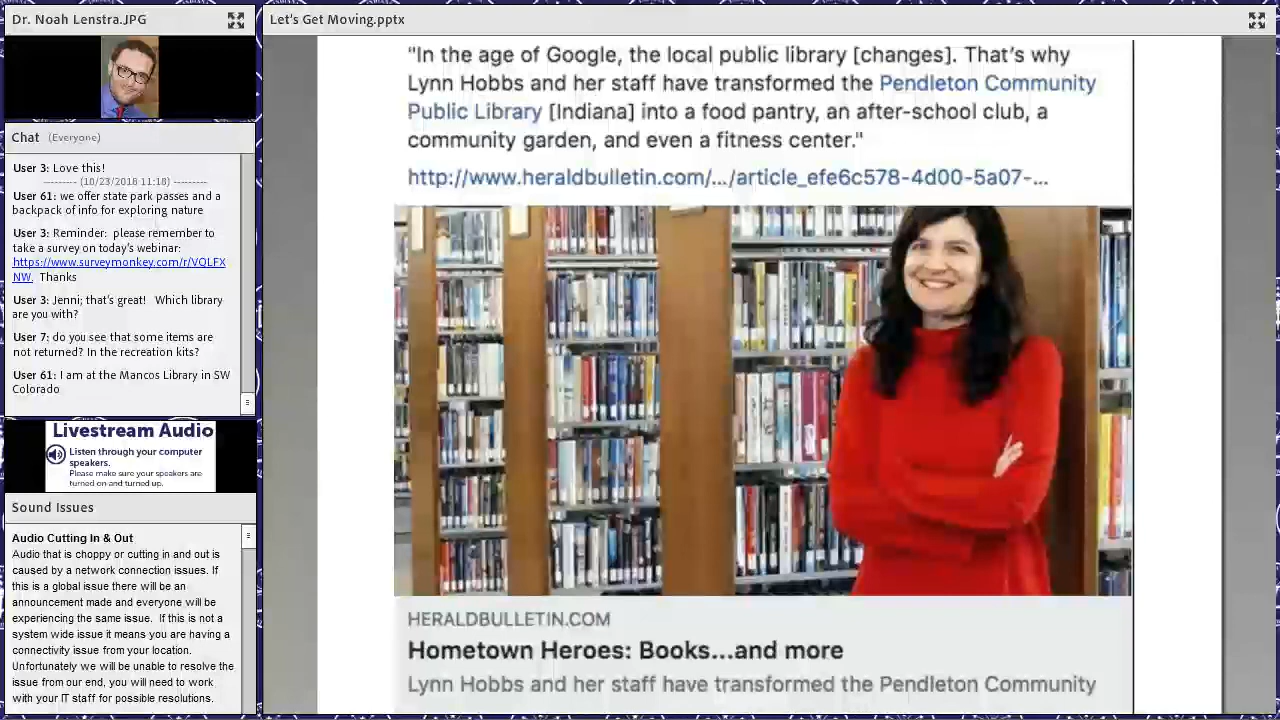 Dr. Noah Lenstra.JPG
Chat (Everyone)
User 3: Love this!
-------- (10/23/2018 11:18) --------
User 61: we offer state park passes and a
backpack of info for exploring nature
User 3: Reminder: please remember to
take a survey on today's webinar:
https://www.surveymonkey.com/r/VQLFX
NW. Thanks
User 3: Jenni; that's great! Which library
are you with?
User 7: do you see that some items are
not returned? In the recreation kits?
User 61: I am at the Mancos Library in SW
Colorado
Livestream Audio
Listen through your computer
speakers.
Please make sure your speakers are
turned on and turned up.
Sound Issues
Audio Cutting In & Out
Audio that is choppy or cutting in and out is
caused by a network connection issues. If
this is a global issue there will be an
announcement made and everyone will be
experiencing the same issue. If this is not a
system wide issue it means you are having a
connectivity issue from your location.
Unfortunately we will be unable to resolve the
issue from our end, you will need to work
with your IT staff for possible resolutions.
Let's Get Moving.pptx
"In the age of Google, the local public library [changes]. That's why
Lynn Hobbs and her staff have transformed the Pendleton Community
Public Library [Indiana] into a food pantry, an after-school club, a
community garden, and even a fitness center."
http://www.heraldbulletin.com/.../article_efe6c578-4d00-5a07-...
HERALDBULLETIN.COM
Hometown Heroes: Books...and more
Lynn Hobbs and her staff have transformed the Pendleton Community